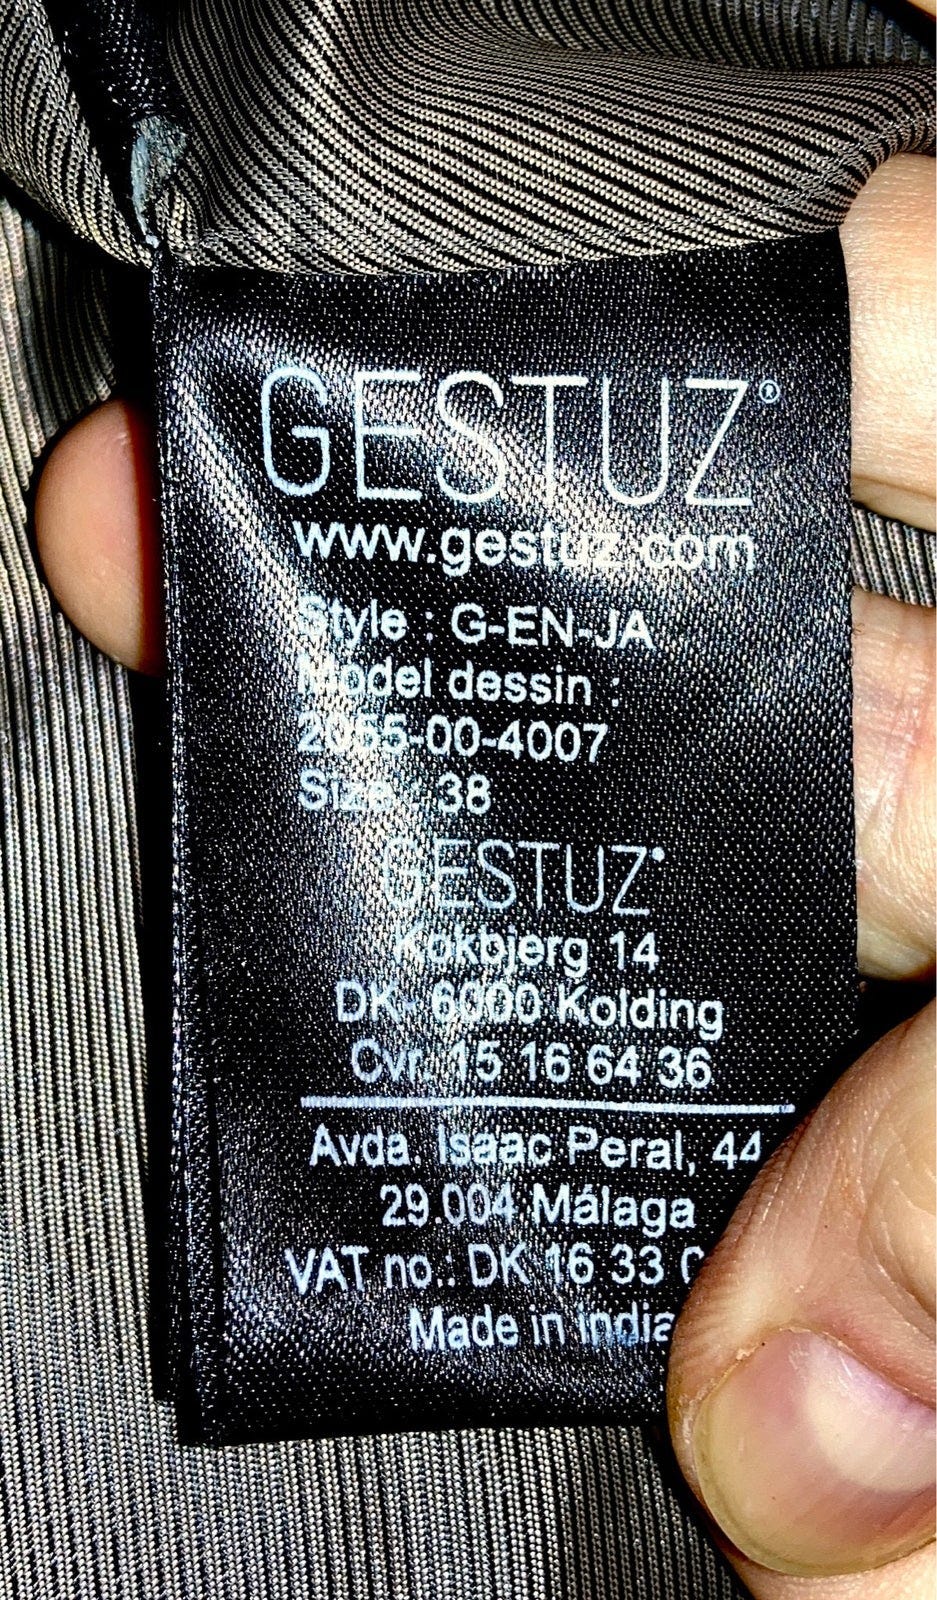 GESTUZ®
www.gestuz.com
Style : G-EN-JA
Model dessin :
2055-00-4007
Size : 38
GESTUZ®
Kokbjerg 14
DK- 6000 Kolding
Cvr. 15 16 64 36
Avda. Isaac Peral, 44
29.004 Málaga
VAT no.: DK 16 33
Made in india